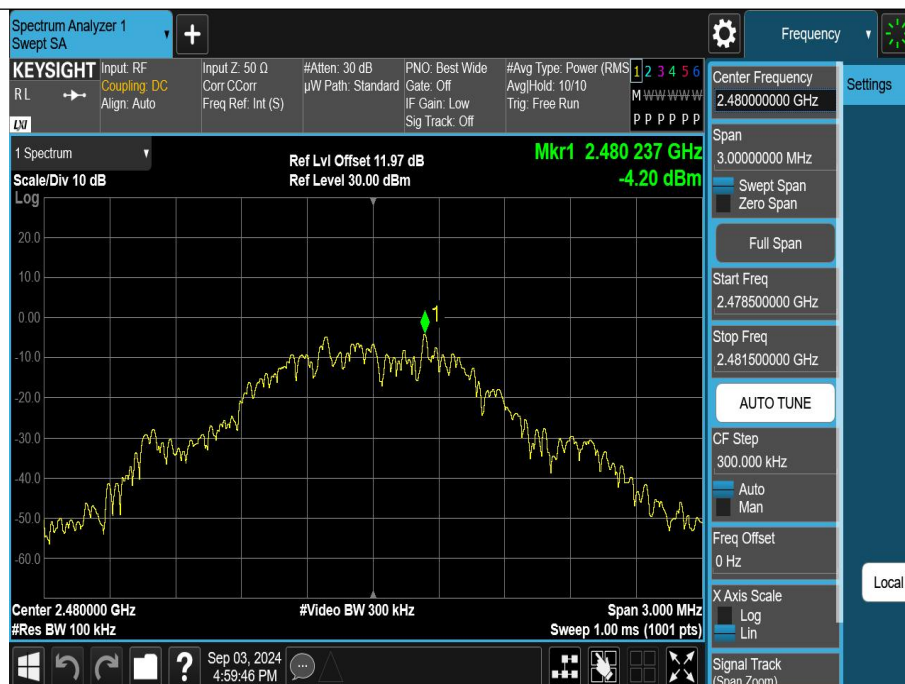 Spectrum Analyzer 1
Swept SA
Frequency
KEYSIGHT
RL
LXI
Input: RF
Coupling: DC
Align: Auto
Input Z: 50 Ω
Corr CCorr
Freq Ref: Int (S)
#Atten: 30 dB
µW Path: Standard
PNO: Best Wide
Gate: Off
IF Gain: Low
Sig Track: Off
#Avg Type: Power (RMS
Avg|Hold: 10/10
Trig: Free Run
1 2 3 4 5 6
M W W W W W
P P P P P P
Center Frequency
2.480000000 GHz
Settings
Span
3.00000000 MHz
Swept Span
Zero Span
Full Span
Start Freq
2.478500000 GHz
Stop Freq
2.481500000 GHz
AUTO TUNE
CF Step
300.000 kHz
Auto
Man
Freq Offset
0 Hz
X Axis Scale
Log
Lin
Signal Track
(Span Zoom)
Local
1 Spectrum
Scale/Div 10 dB
Log
Ref Lvl Offset 11.97 dB
Ref Level 30.00 dBm
Mkr1 2.480 237 GHz
-4.20 dBm
20.0
10.0
0.00
-10.0
-20.0
-30.0
-40.0
-50.0
-60.0
1
Center 2.480000 GHz
#Res BW 100 kHz
#Video BW 300 kHz
Span 3.000 MHz
Sweep 1.00 ms (1001 pts)
?
Sep 03, 2024
4:59:46 PM